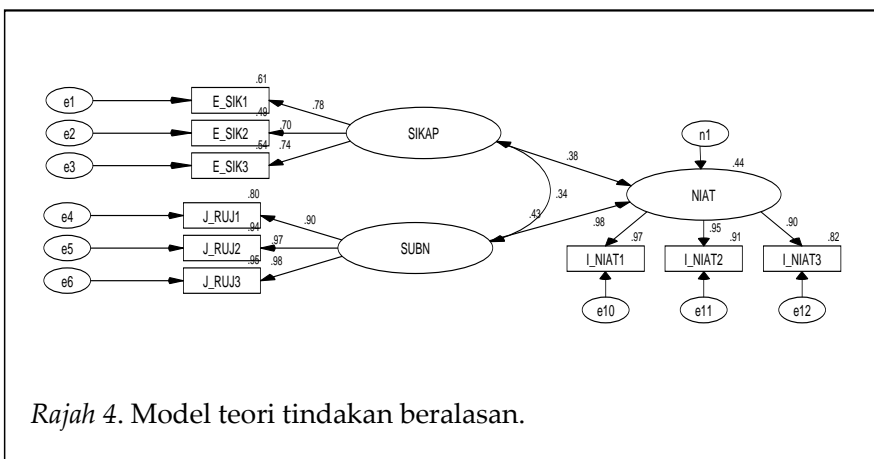 .61
e1 E_SIK1 .78
.49
e2 E_SIK2 .70 SIKAP n1
.54
e3 E_SIK3 .74 .38 .44
.34 NIAT
.80
e4 J_RUJ1 .90 .43 .98 .95 .90
.94
e5 J_RUJ2 .97 SUBN .97 .91 .82
.95
I_NIAT1 I_NIAT2 I_NIAT3
e6 J_RUJ3 .98
e10 e11 e12
Rajah 4. Model teori tindakan beralasan.